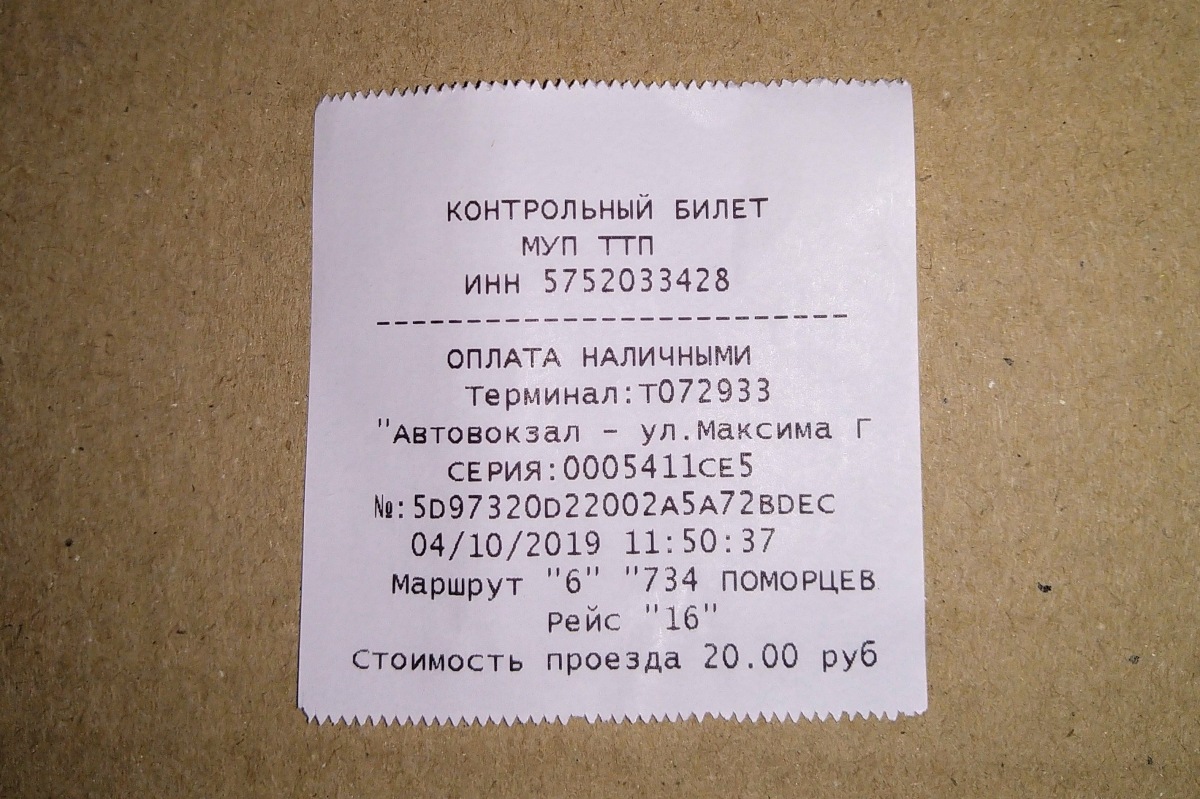 КОНТРОЛЬНЫЙ БИЛЕТ
МУП ТТП
ИНН 5752033428
-------------------------
ОПЛАТА НАЛИЧНЫМИ
Терминал:Т072933
"Автовокзал - ул.Максима Г
СЕРИЯ:0005411CE5
№:5D97320D22002A5A72BDEC
04/10/2019 11:50:37
Маршрут "6" "734 ПОМОРЦЕВ
Рейс "16"
Стоимость проезда 20.00 руб